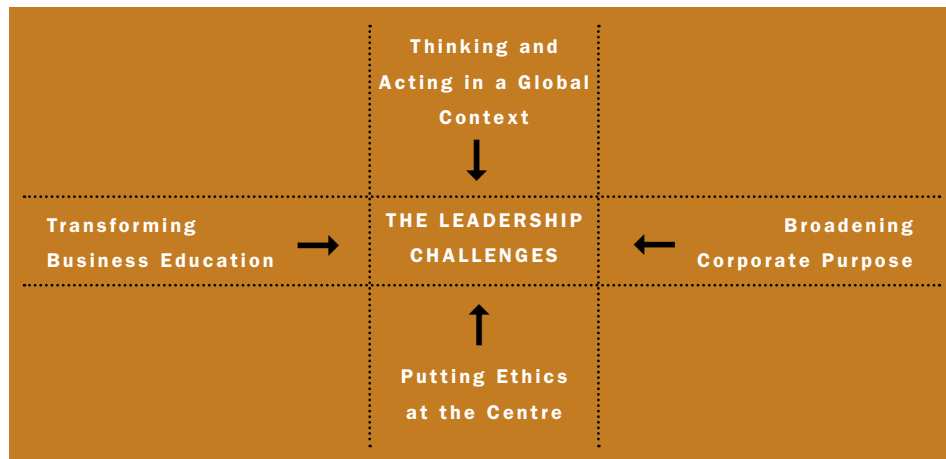 Thinking and
Acting in a Global
Context
Transforming
Business Education
THE LEADERSHIP
CHALLENGES
Broadening
Corporate Purpose
Putting Ethics
at the Centre